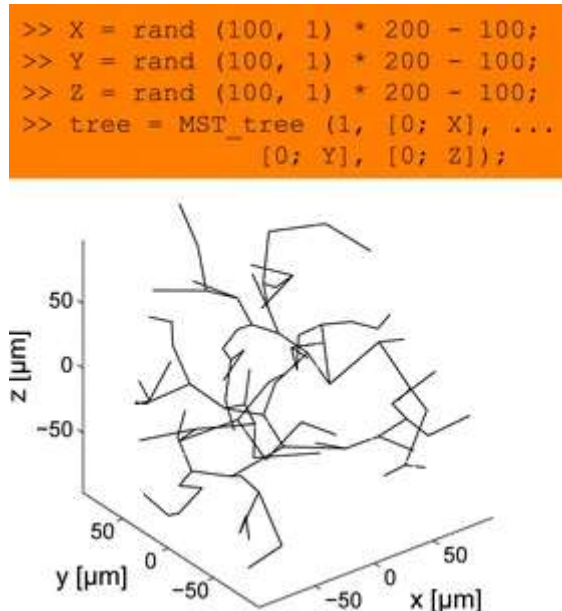 >> X = rand (100, 1) * 200 - 100;
>> Y = rand (100, 1) * 200 - 100;
>> Z = rand (100, 1) * 200 - 100;
>> tree = MST_tree (1, [0; X], ...
[0; Y], [0; Z]);
50
0
−50
z [µm]
50
0
−50
y [µm]
−50
0
50
x [µm]